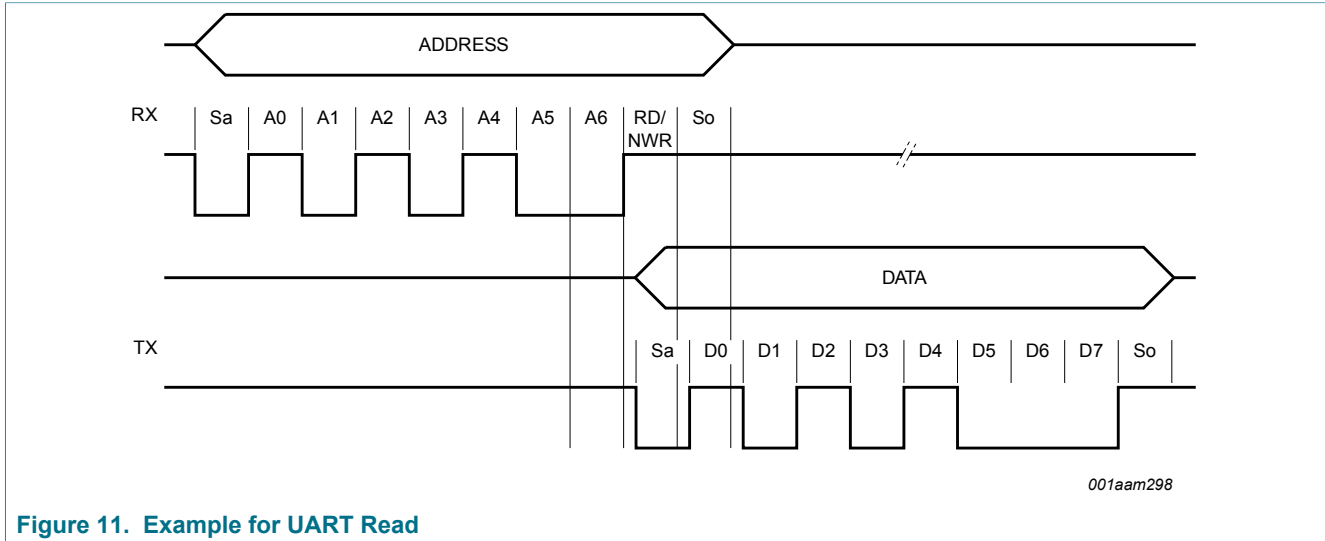 ADDRESS
RX Sa A0 A1 A2 A3 A4 A5 A6 RD/ So
NWR
DATA
TX Sa D0 D1 D2 D3 D4 D5 D6 D7 So
001aam298
Figure 11. Example for UART Read